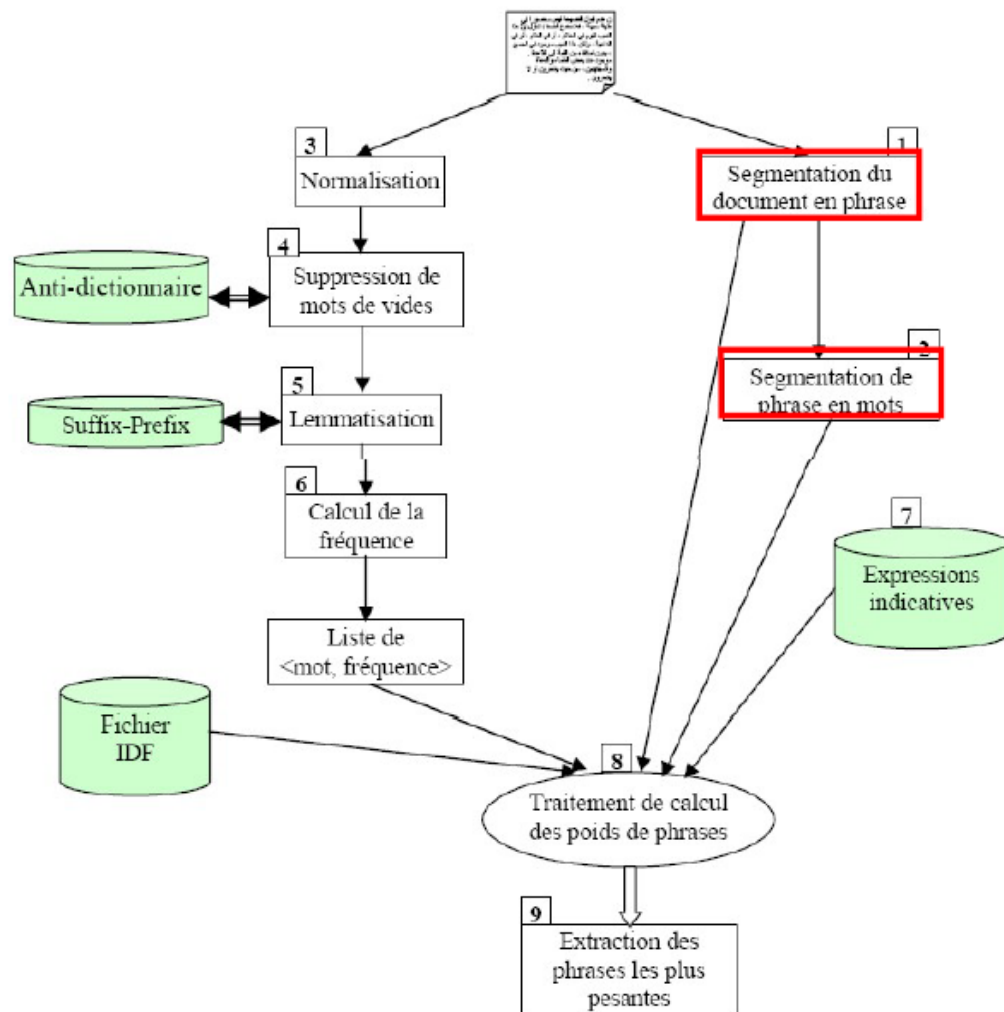 3
Normalisation
1
Segmentation du
document en phrase
4
Suppression de
mots de vides
Anti-dictionnaire
2
Segmentation de
phrase en mots
5
Lemmatisation
Suffix-Prefix
6
Calcul de la
fréquence
7
Expressions
indicatives
Liste de
<mot, fréquence>
Fichier
IDF
8
Traitement de calcul
des poids de phrases
9
Extraction des
phrases les plus
pesantes